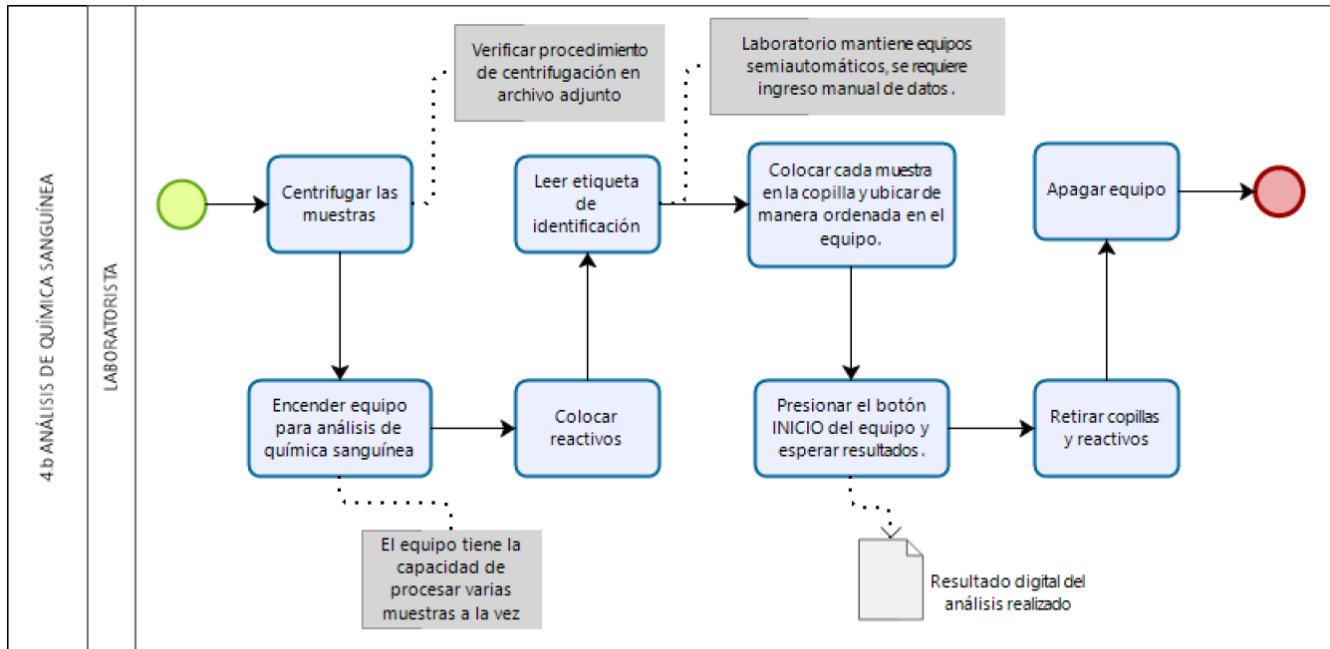 4.b ANÁLISIS DE QUÍMICA SANGUÍNEA
LABORATORISTA
Verificar procedimiento
de centrifugación en
archivo adjunto
Laboratorio mantiene equipos
semiautomáticos, se requiere
ingreso manual de datos.
Centrifugar las
muestras
Leer etiqueta
de
identificación
Colocar cada muestra
en la copilla y ubicar de
manera ordenada en el
equipo.
Apagar equipo
Encender equipo
para análisis de
química sanguínea
Colocar
reactivos
Presionar el botón
INICIO del equipo y
esperar resultados.
Retirar copillas
y reactivos
El equipo tiene la
capacidad de
procesar varias
muestras a la vez
Resultado digital del
análisis realizado